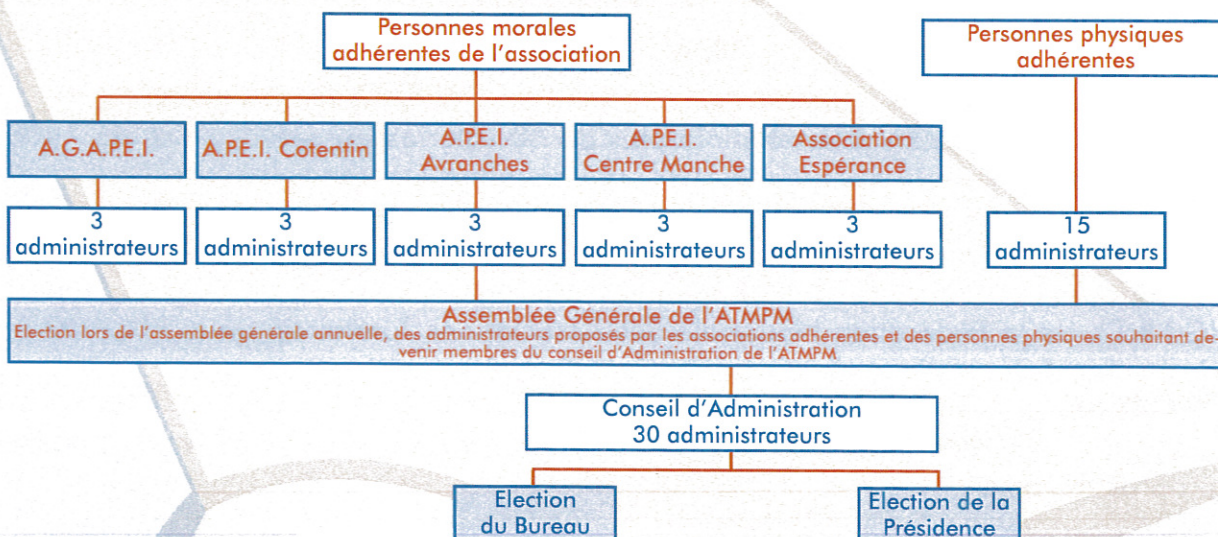 Personnes morales
adhérentes de l'association
Personnes physiques
adhérentes
A.G.A.P.E.I.
A.P.E.I. Cotentin
A.P.E.I.
Avranches
A.P.E.I.
Centre Manche
Association
Espérance
3
administrateurs
3
administrateurs
3
administrateurs
3
administrateurs
3
administrateurs
15
administrateurs
Assemblée Générale de l'ATMPM
Election lors de l'assemblée générale annuelle, des administrateurs proposés par les associations adhérentes et des personnes physiques souhaitant de-
venir membres du conseil d'Administration de l'ATMPM
Conseil d'Administration
30 administrateurs
Election
du Bureau
Election de la
Présidence